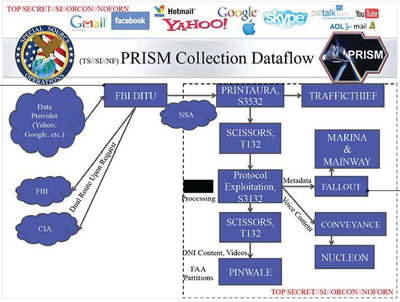 TOP SECRET//SI//ORCON//NOFORN
Gmail
facebook
Hotmail
YAHOO!
Google
skype
paltalk
You Tube
AOL mail
SPECIAL SOURCE
OPERATIONS
(TS//SI//NF) PRISM Collection Dataflow
PRISM
Data
Provider
(Yahoo,
Google, etc.)
FBI DITU
NSA
PRINTAURA,
S3532
TRAFFICTHIEF
SCISSORS,
T132
MARINA
&
MAINWAY
FBI
Dual Route Upon Request
CIA
Processing
Protocol
Exploitation,
S3132
Metadata
FALLOUT
Voice Content
SCISSORS,
T132
CONVEYANCE
DNI Content, Videos
FAA
Partitions
PINWALE
NUCLEON
TOP SECRET//SI//ORCON//NOFORN